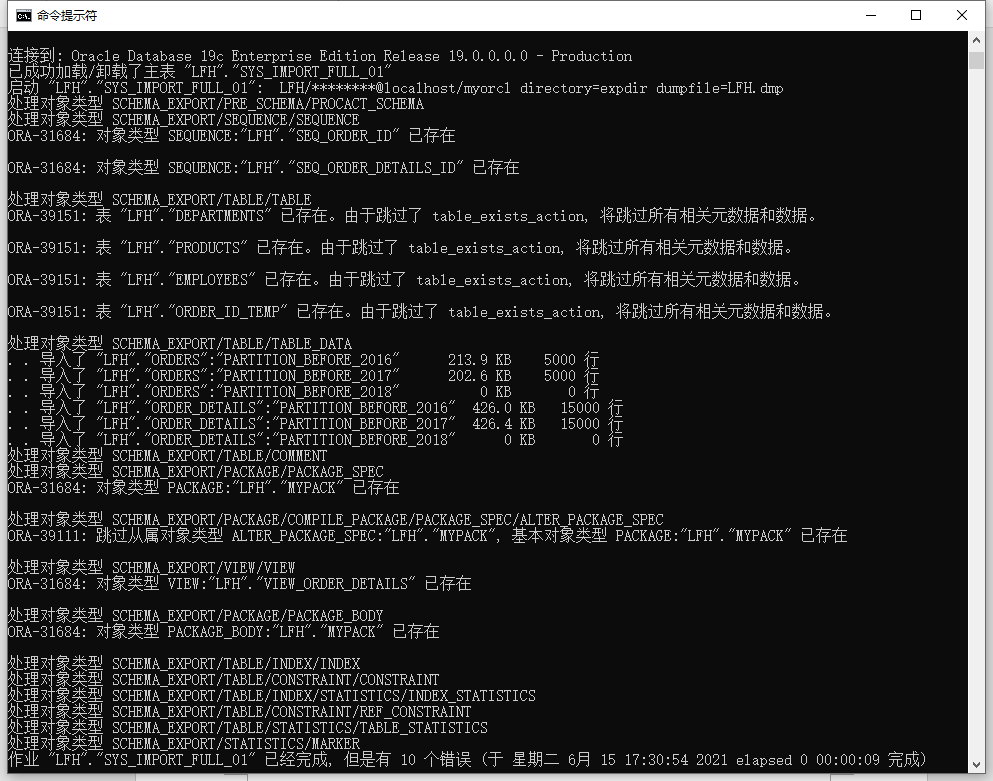 命令提示符
连接到: Oracle Database 19c Enterprise Edition Release 19.0.0.0.0 - Production
已成功加载/卸载了主表 "LFH"."SYS_IMPORT_FULL_01"
启动 "LFH"."SYS_IMPORT_FULL_01":  LFH/********@localhost/myorcl directory=expdir dumpfile=LFH.dmp
处理对象类型 SCHEMA_EXPORT/PRE_SCHEMA/PROCACT_SCHEMA
处理对象类型 SCHEMA_EXPORT/SEQUENCE/SEQUENCE
ORA-31684: 对象类型 SEQUENCE:"LFH"."SEQ_ORDER_ID" 已存在
ORA-31684: 对象类型 SEQUENCE:"LFH"."SEQ_ORDER_DETAILS_ID" 已存在
处理对象类型 SCHEMA_EXPORT/TABLE/TABLE
ORA-39151: 表 "LFH"."DEPARTMENTS" 已存在。由于跳过了 table_exists_action, 将跳过所有相关元数据和数据。
ORA-39151: 表 "LFH"."PRODUCTS" 已存在。由于跳过了 table_exists_action, 将跳过所有相关元数据和数据。
ORA-39151: 表 "LFH"."EMPLOYEES" 已存在。由于跳过了 table_exists_action, 将跳过所有相关元数据和数据。
ORA-39151: 表 "LFH"."ORDER_ID_TEMP" 已存在。由于跳过了 table_exists_action, 将跳过所有相关元数据和数据。
处理对象类型 SCHEMA_EXPORT/TABLE/TABLE_DATA
. . 导入了 "LFH"."ORDERS":"PARTITION_BEFORE_2016"      213.9 KB    5000 行
. . 导入了 "LFH"."ORDERS":"PARTITION_BEFORE_2017"      202.6 KB    5000 行
. . 导入了 "LFH"."ORDERS":"PARTITION_BEFORE_2018"          0 KB       0 行
. . 导入了 "LFH"."ORDER_DETAILS":"PARTITION_BEFORE_2016"  426.0 KB   15000 行
. . 导入了 "LFH"."ORDER_DETAILS":"PARTITION_BEFORE_2017"  426.4 KB   15000 行
. . 导入了 "LFH"."ORDER_DETAILS":"PARTITION_BEFORE_2018"      0 KB       0 行
处理对象类型 SCHEMA_EXPORT/TABLE/COMMENT
处理对象类型 SCHEMA_EXPORT/PACKAGE/PACKAGE_SPEC
ORA-31684: 对象类型 PACKAGE:"LFH"."MYPACK" 已存在
处理对象类型 SCHEMA_EXPORT/PACKAGE/COMPILE_PACKAGE/PACKAGE_SPEC/ALTER_PACKAGE_SPEC
ORA-39111: 跳过从属对象类型 ALTER_PACKAGE_SPEC:"LFH"."MYPACK", 基本对象类型 PACKAGE:"LFH"."MYPACK" 已存在
处理对象类型 SCHEMA_EXPORT/VIEW/VIEW
ORA-31684: 对象类型 VIEW:"LFH"."VIEW_ORDER_DETAILS" 已存在
处理对象类型 SCHEMA_EXPORT/PACKAGE/PACKAGE_BODY
ORA-31684: 对象类型 PACKAGE_BODY:"LFH"."MYPACK" 已存在
处理对象类型 SCHEMA_EXPORT/TABLE/INDEX/INDEX
处理对象类型 SCHEMA_EXPORT/TABLE/CONSTRAINT/CONSTRAINT
处理对象类型 SCHEMA_EXPORT/TABLE/INDEX/STATISTICS/INDEX_STATISTICS
处理对象类型 SCHEMA_EXPORT/TABLE/CONSTRAINT/REF_CONSTRAINT
处理对象类型 SCHEMA_EXPORT/TABLE/STATISTICS/TABLE_STATISTICS
处理对象类型 SCHEMA_EXPORT/STATISTICS/MARKER
作业 "LFH"."SYS_IMPORT_FULL_01" 已经完成, 但是有 10 个错误 (于 星期二 6月 15 17:30:54 2021 elapsed 0 00:00:09 完成)